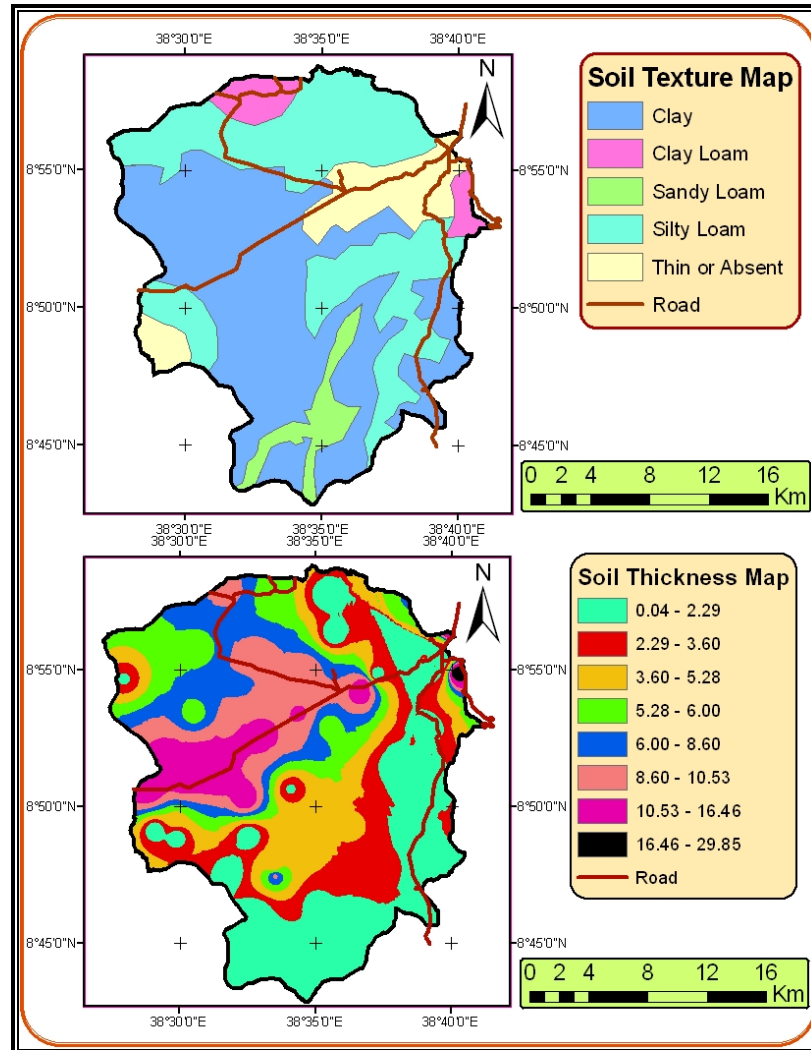 38°30'0"E 38°35'0"E 38°40'0"E
N
8°55'0"N 8°55'0"N
8°50'0"N 8°50'0"N
8°45'0"N 8°45'0"N
38°30'0"E 38°35'0"E 38°40'0"E
Soil Texture Map
Clay
Clay Loam
Sandy Loam
Silty Loam
Thin or Absent
Road
0 2 4 8 12 16
Km
38°30'0"E 38°35'0"E 38°40'0"E
N
8°55'0"N 8°55'0"N
8°50'0"N 8°50'0"N
8°45'0"N 8°45'0"N
38°30'0"E 38°35'0"E 38°40'0"E
Soil Thickness Map
0.04 - 2.29
2.29 - 3.60
3.60 - 5.28
5.28 - 6.00
6.00 - 8.60
8.60 - 10.53
10.53 - 16.46
16.46 - 29.85
Road
0 2 4 8 12 16
Km